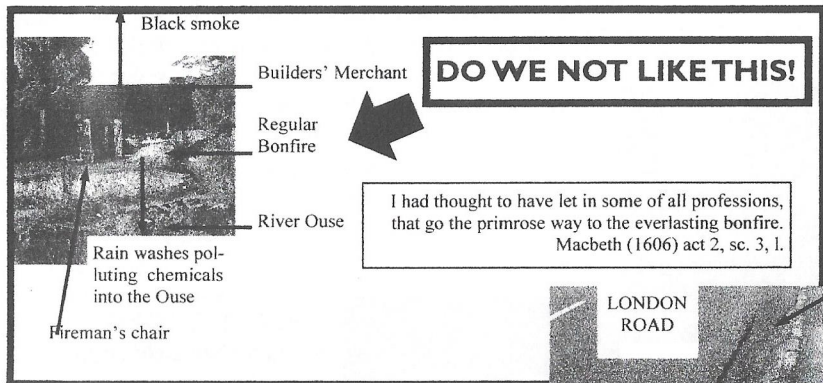 Black smoke
Builders' Merchant
DO WE NOT LIKE THIS!
Regular
Bonfire
I had thought to have let in some of all professions,
that go the primrose way to the everlasting bonfire.
Macbeth (1606) act 2, sc. 3, l.
River Ouse
Rain washes pol-
luting chemicals
into the Ouse
Fireman's chair
LONDON
ROAD